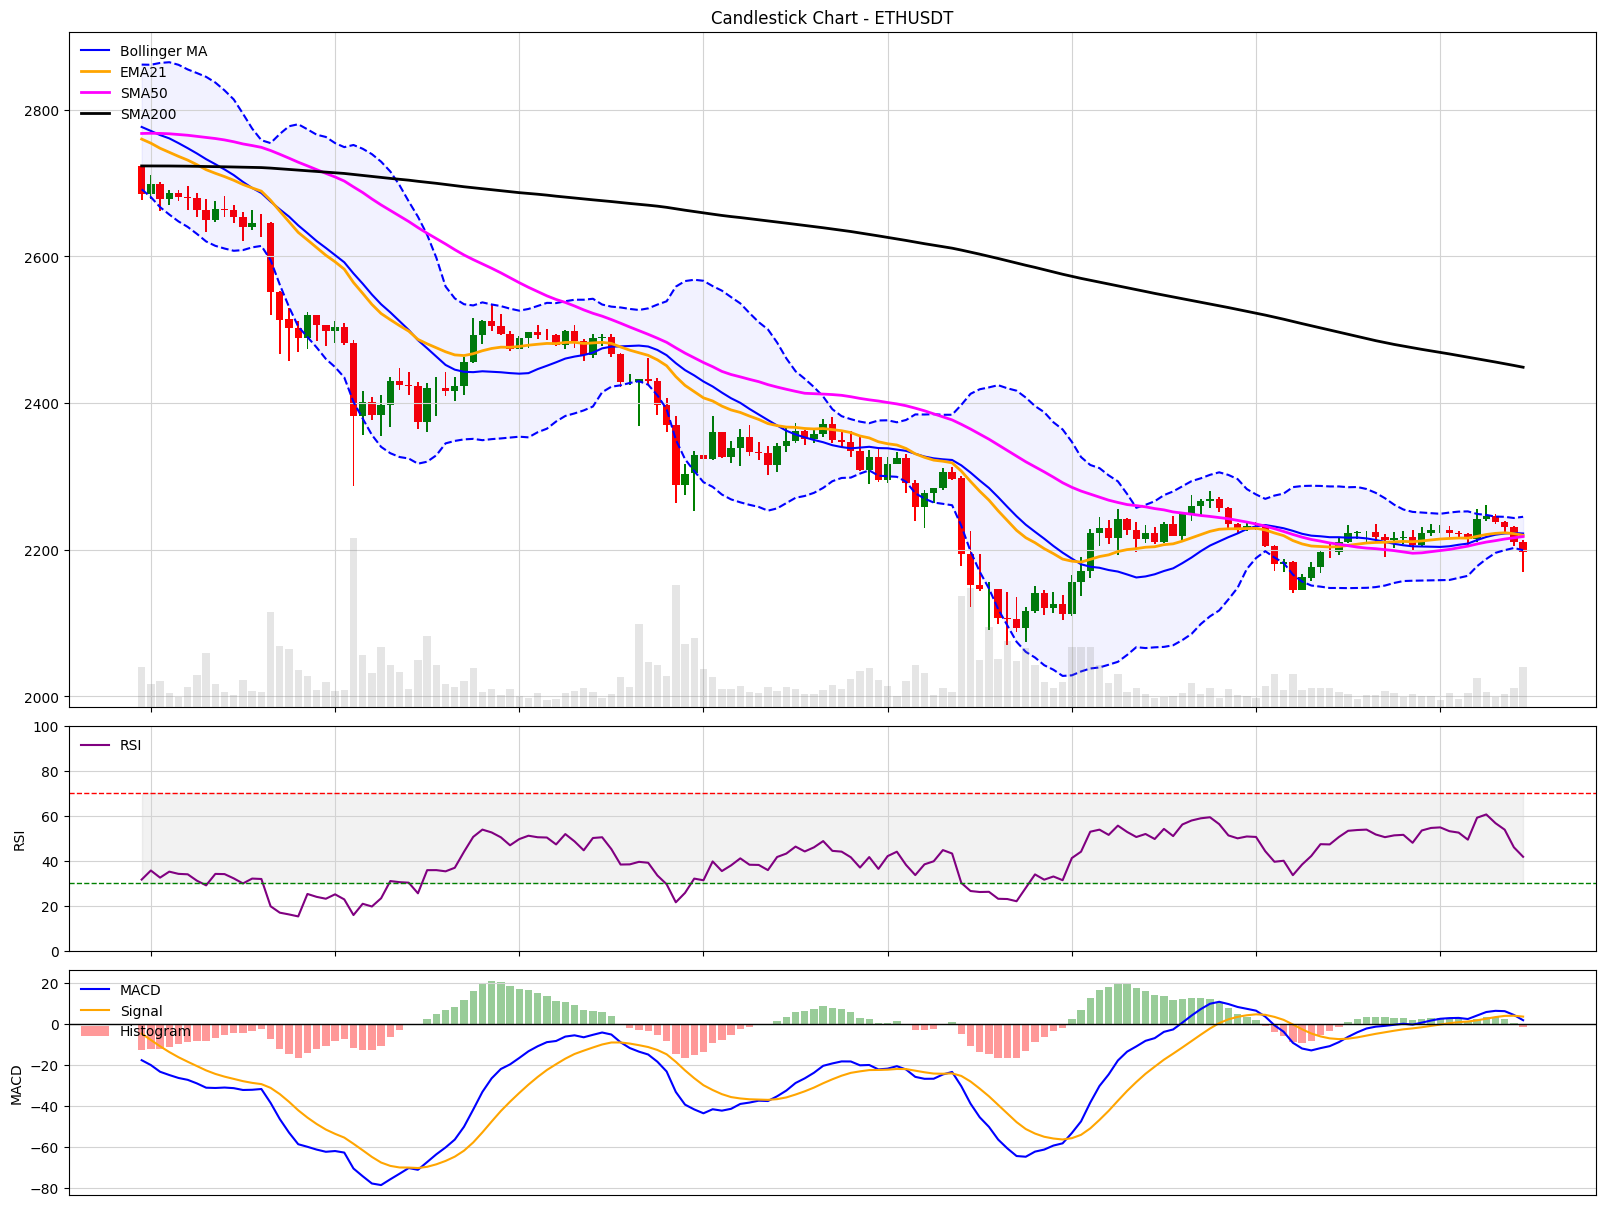 Candlestick Chart - ETHUSDT
Bollinger MA
EMA21
SMA50
SMA200
2800
2600
2400
2200
2000
RSI
RSI
100
80
60
40
20
0
MACD
Signal
Histogram
MACD
20
0
−20
−40
−60
−80